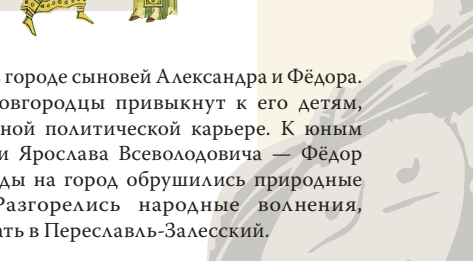 городе сыновей Александра и Фёдора.
овгородцы привыкнут к его детям,
ной политической карьере. К юным
и Ярослава Всеволодовича — Фёдор
ды на город обрушились природные
Разгорелись народные волнения,
ать в Переславль-Залесский.